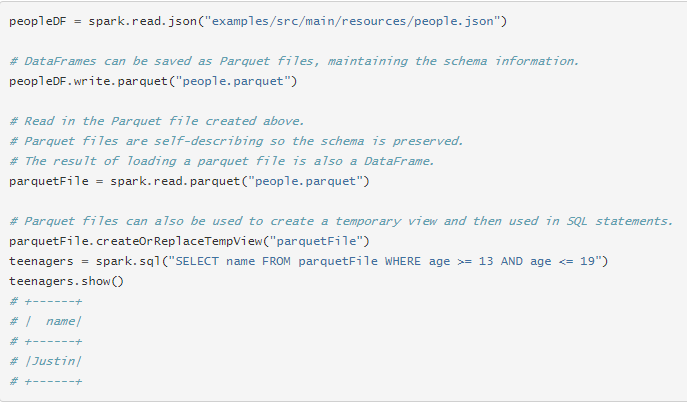 peopleDF = spark.read.json("examples/src/main/resources/people.json")
# DataFrames can be saved as Parquet files, maintaining the schema information.
peopleDF.write.parquet("people.parquet")
# Read in the Parquet file created above.
# Parquet files are self-describing so the schema is preserved.
# The result of loading a parquet file is also a DataFrame.
parquetFile = spark.read.parquet("people.parquet")
# Parquet files can also be used to create a temporary view and then used in SQL statements.
parquetFile.createOrReplaceTempView("parquetFile")
teenagers = spark.sql("SELECT name FROM parquetFile WHERE age >= 13 AND age <= 19")
teenagers.show()
# +------+
# |  name|
# +------+
# |Justin|
# +------+